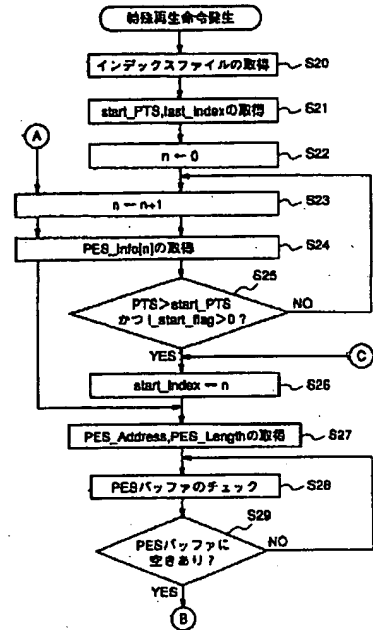 特殊再生命令発生
インデックスファイルの取得
S20
start_PTS,last_indexの取得
S21
A
n ← 0
S22
n ← n+1
S23
PES_info[n]の取得
S24
S25
PTS>start_PTS
かつ I_start_flag>0 ?
NO
YES
C
start_index ← n
S26
PES_Address,PES_Lengthの取得
S27
PESバッファのチェック
S28
S29
PESバッファに
空きあり?
NO
YES
B